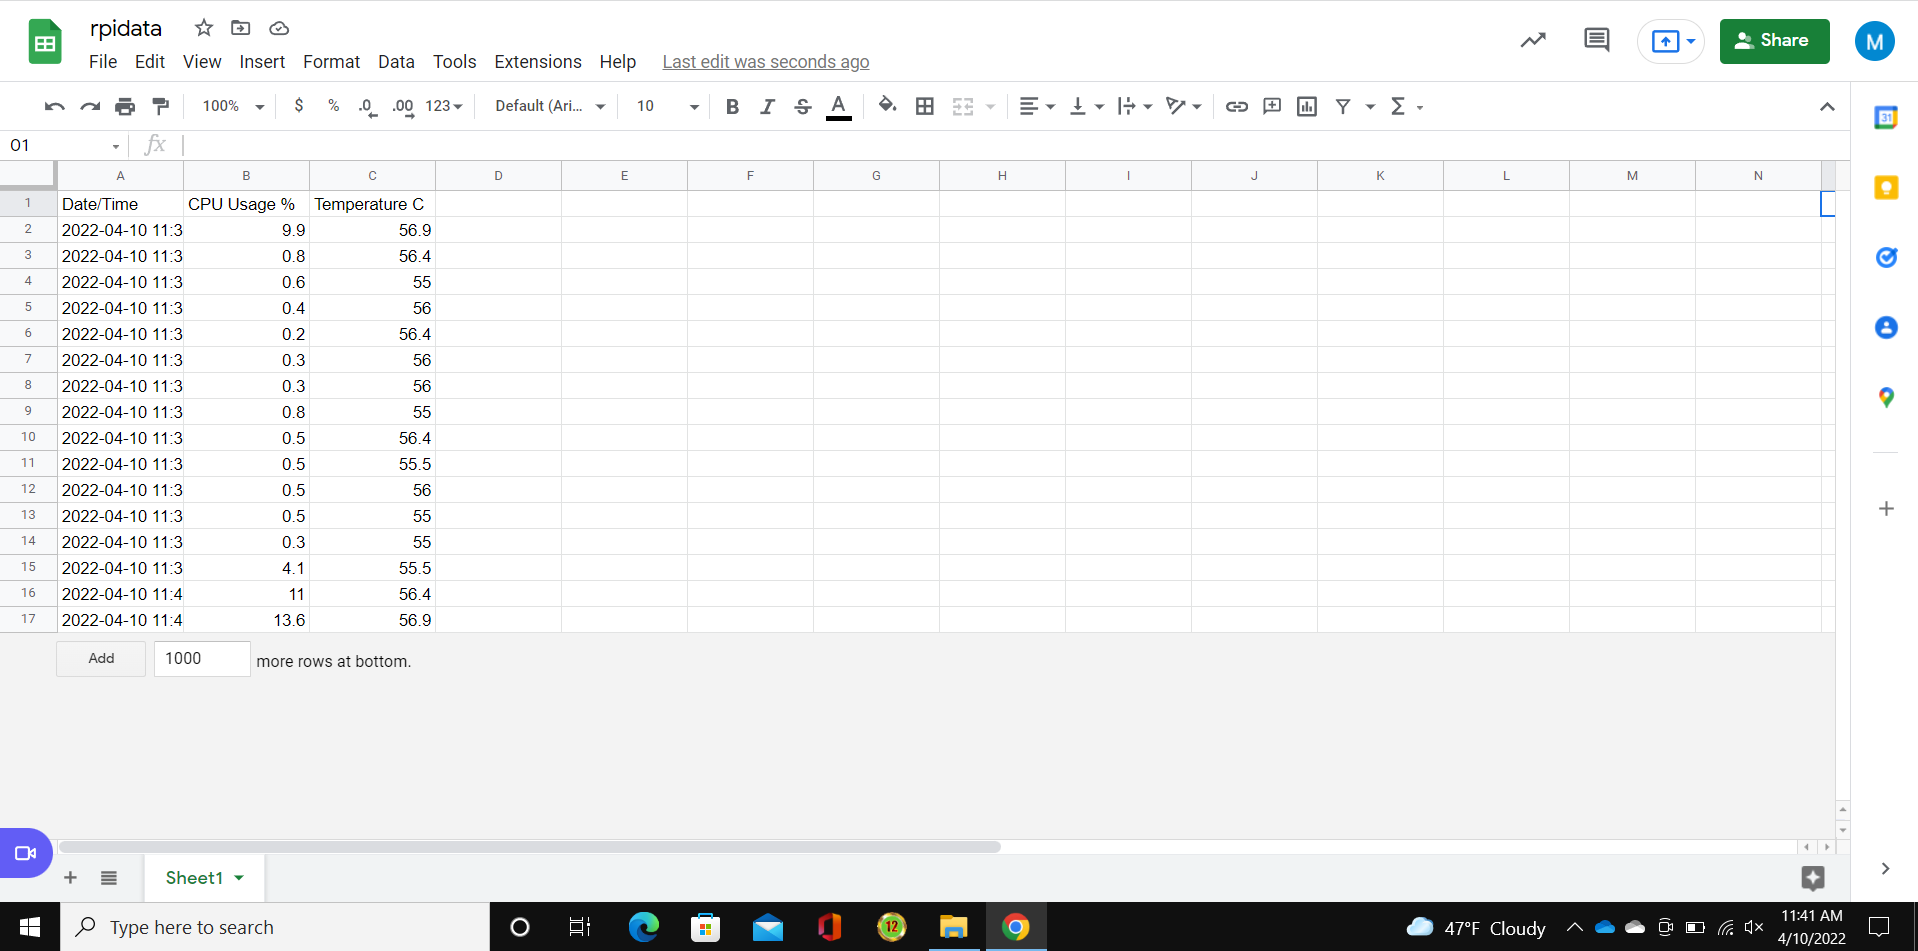 rpidata
File Edit View Insert Format Data Tools Extensions Help Last edit was seconds ago
Share
M
100% $ % .0 .00 123 Default (Ari... 10 B I S A Σ
31
O1 fx
A B C D E F G H I J K L M N
1 Date/Time CPU Usage % Temperature C
2 2022-04-10 11:3 9.9 56.9
3 2022-04-10 11:3 0.8 56.4
4 2022-04-10 11:3 0.6 55
5 2022-04-10 11:3 0.4 56
6 2022-04-10 11:3 0.2 56.4
7 2022-04-10 11:3 0.3 56
8 2022-04-10 11:3 0.3 56
9 2022-04-10 11:3 0.8 55
10 2022-04-10 11:3 0.5 56.4
11 2022-04-10 11:3 0.5 55.5
12 2022-04-10 11:3 0.5 56
13 2022-04-10 11:3 0.5 55
14 2022-04-10 11:3 0.3 55
15 2022-04-10 11:3 4.1 55.5
16 2022-04-10 11:4 11 56.4
17 2022-04-10 11:4 13.6 56.9
Add 1000 more rows at bottom.
Sheet1
Type here to search
12
47°F Cloudy
11:41 AM
4/10/2022